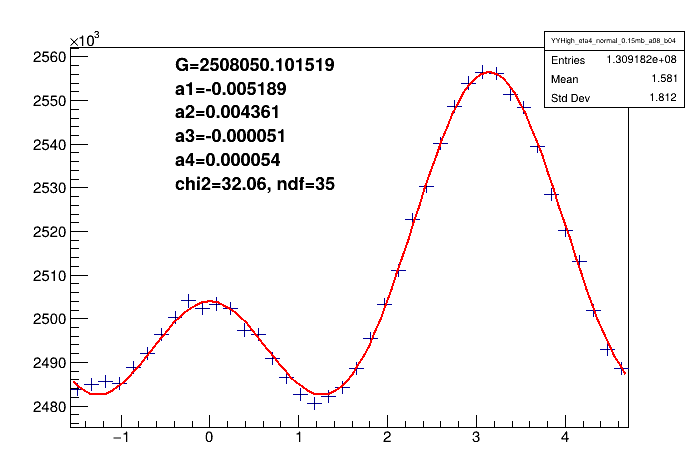 ×10³
2560
2550
2540
2530
2520
2510
2500
2490
2480
G=2508050.101519
a1=-0.005189
a2=0.004361
a3=-0.000051
a4=0.000054
chi2=32.06, ndf=35
YYHigh_eta4_normal_0.15mb_a08_b04
Entries 1.309182e+08
Mean 1.581
Std Dev 1.812
−1 0 1 2 3 4